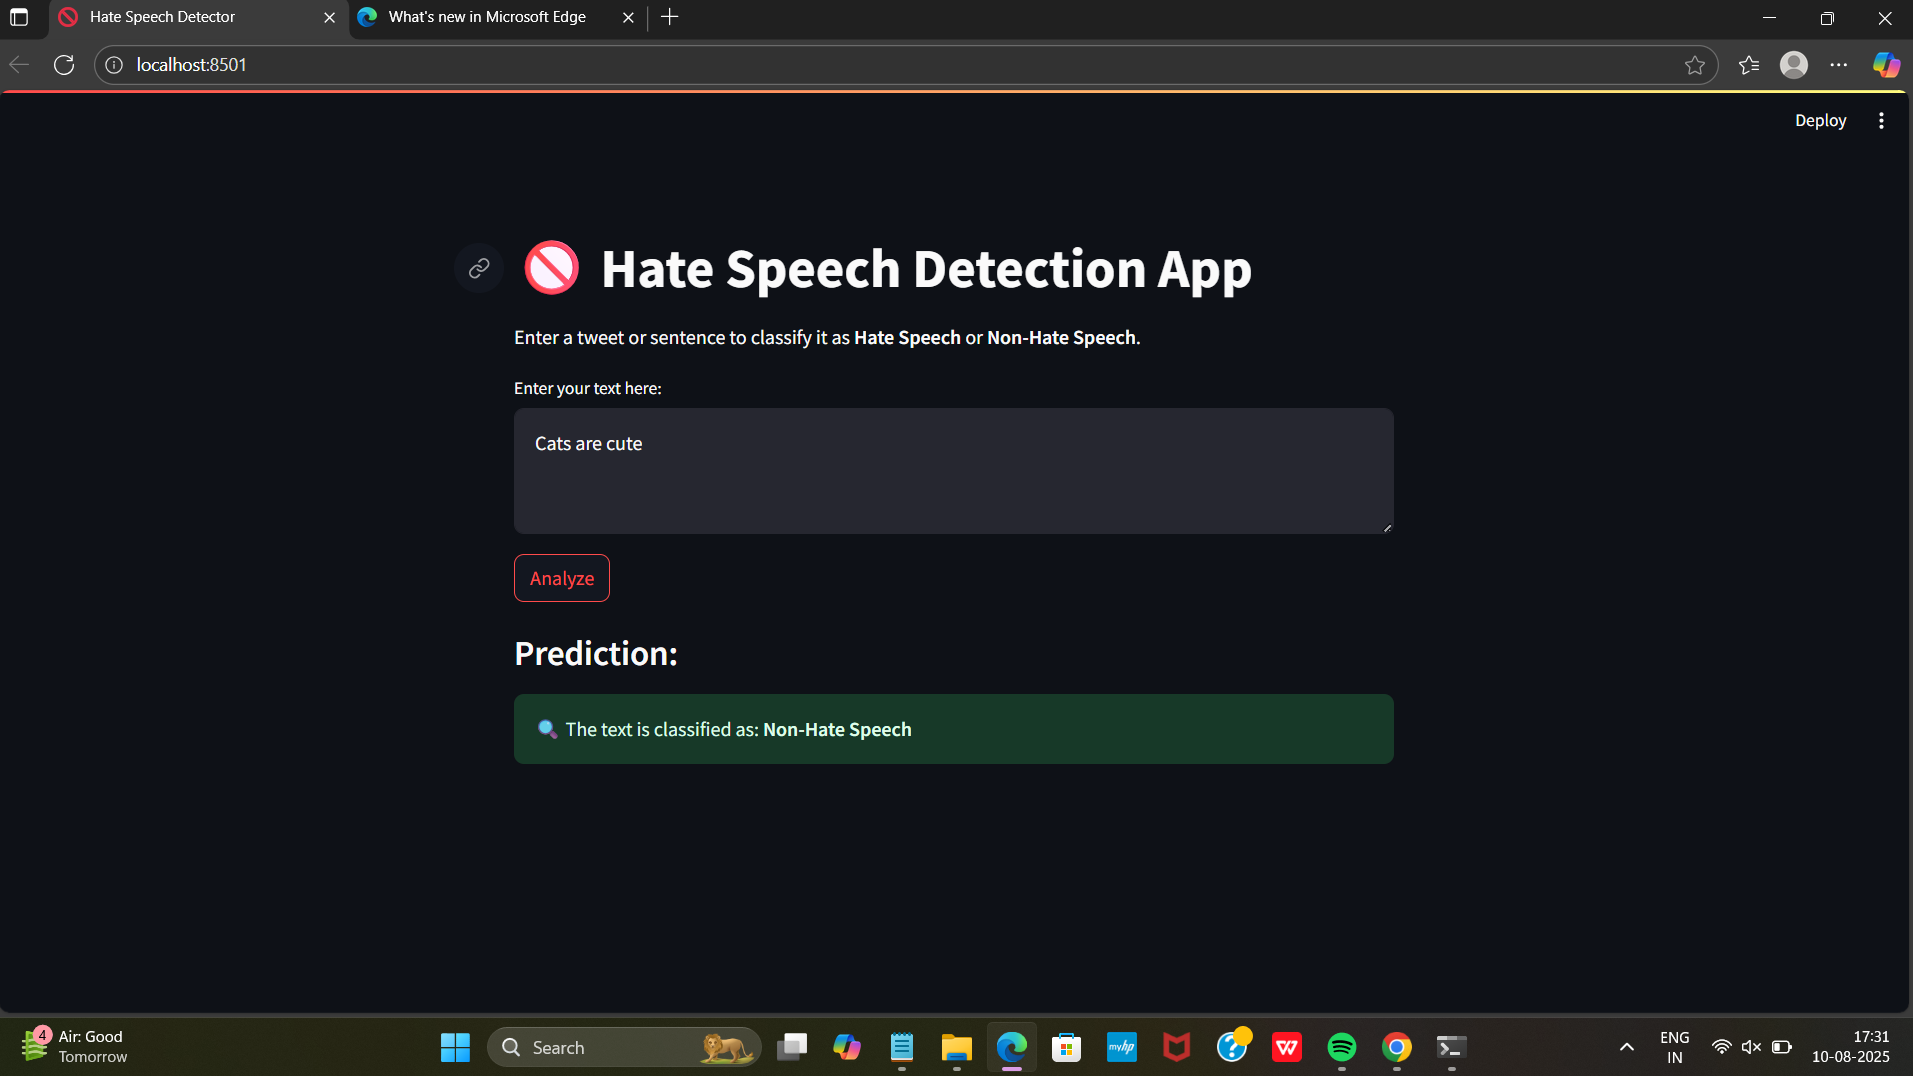 Hate Speech Detector
What's new in Microsoft Edge
localhost:8501
Deploy
Hate Speech Detection App
Enter a tweet or sentence to classify it as Hate Speech or Non-Hate Speech.
Enter your text here:
Cats are cute
Analyze
Prediction:
The text is classified as: Non-Hate Speech
4
Air: Good
Tomorrow
Search
myhp
W
ENG
IN
17:31
10-08-2025